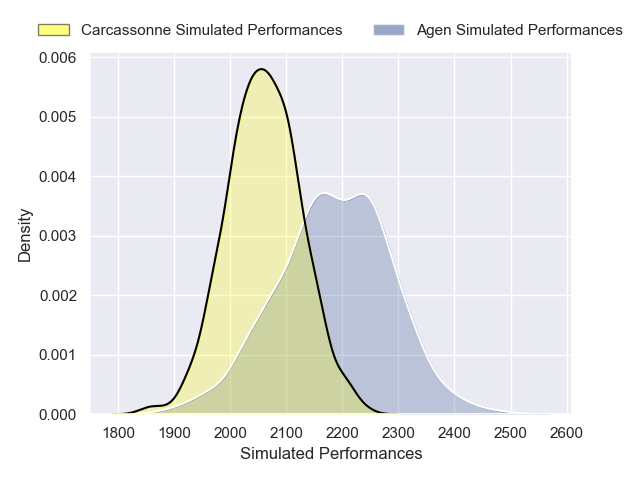 Carcassonne Simulated Performances
Agen Simulated Performances
0.006
0.005
0.004
0.003
0.002
0.001
0.000
Density
1800 1900 2000 2100 2200 2300 2400 2500 2600
Simulated Performances